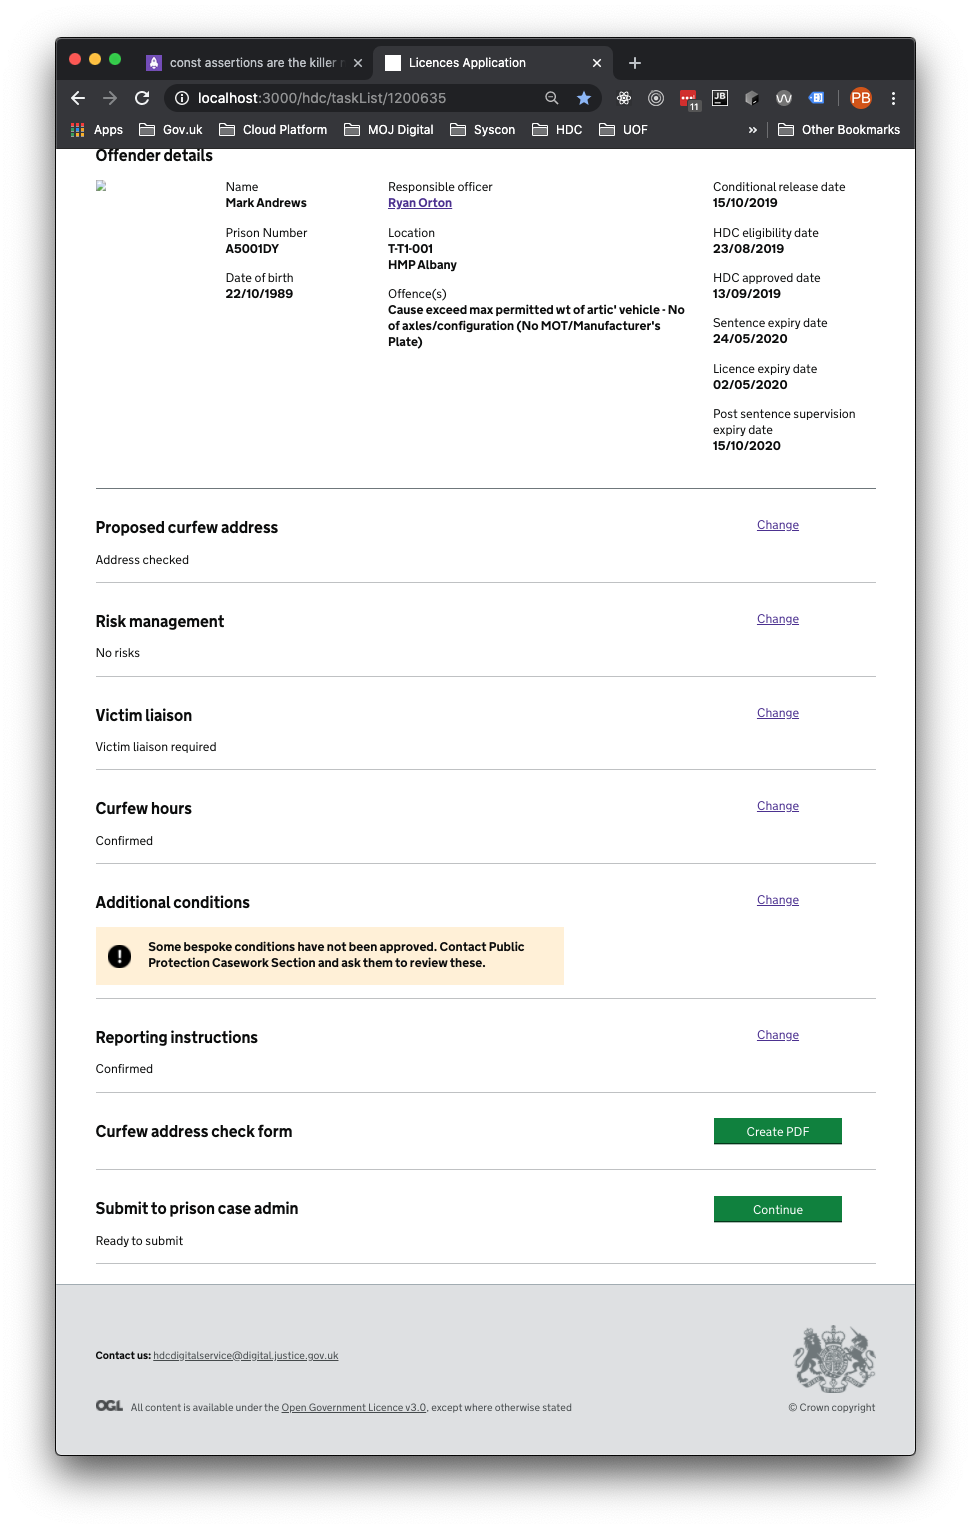 const assertions are the killer
Licences Application
localhost:3000/hdc/taskList/1200635
11
JB
PB
Apps
Gov.uk
Cloud Platform
MOJ Digital
Syscon
HDC
UOF
»
Other Bookmarks
Offender details
Name
Mark Andrews
Prison Number
A5001DY
Date of birth
22/10/1989
Responsible officer
Ryan Orton
Location
T-T1-001
HMP Albany
Offence(s)
Cause exceed max permitted wt of artic' vehicle - No
of axles/configuration (No MOT/Manufacturer's
Plate)
Conditional release date
15/10/2019
HDC eligibility date
23/08/2019
HDC approved date
13/09/2019
Sentence expiry date
24/05/2020
Licence expiry date
02/05/2020
Post sentence supervision
expiry date
15/10/2020
Proposed curfew address
Change
Address checked
Risk management
Change
No risks
Victim liaison
Change
Victim liaison required
Curfew hours
Change
Confirmed
Additional conditions
Change
Some bespoke conditions have not been approved. Contact Public
Protection Casework Section and ask them to review these.
Reporting instructions
Change
Confirmed
Curfew address check form
Create PDF
Submit to prison case admin
Continue
Ready to submit
Contact us: hdcdigitalservice@digital.justice.gov.uk
OGL All content is available under the Open Government Licence v3.0, except where otherwise stated
© Crown copyright